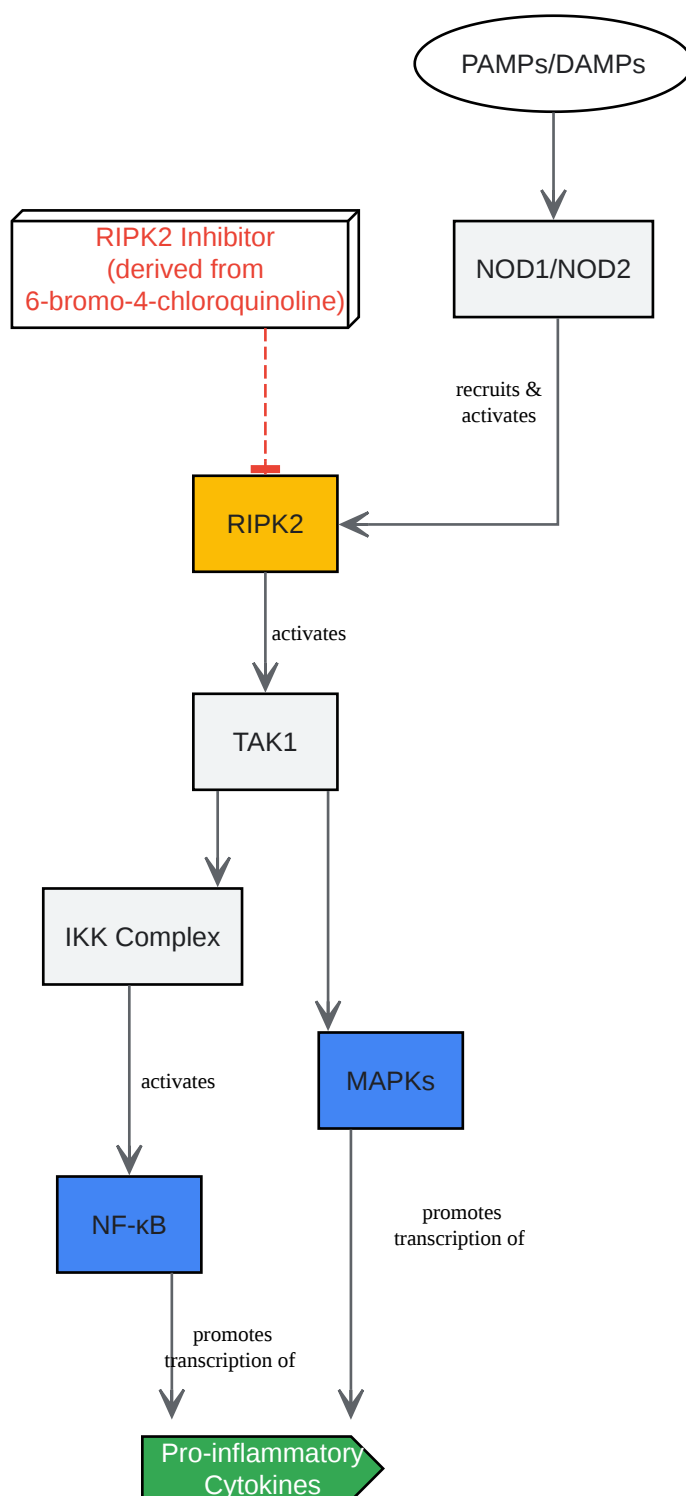 PAMPs/DAMPs
RIPK2 Inhibitor
(derived from
6-bromo-4-chloroquinoline)
NOD1/NOD2
recruits &
activates
RIPK2
activates
TAK1
IKK Complex
MAPKs
activates
NF-κB
promotes
transcription of
promotes
transcription of
Pro-inflammatory
Cytokines